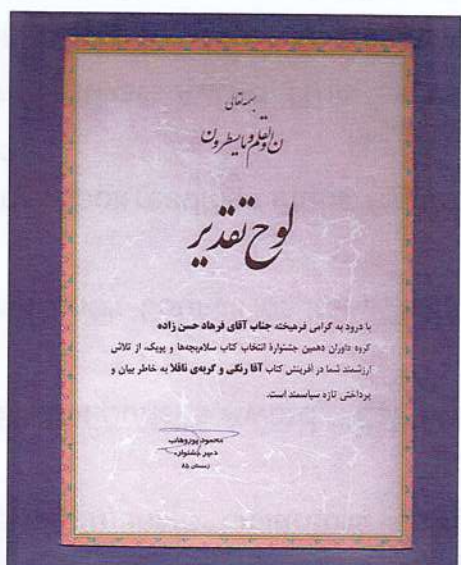 بسمه تعالی
ن والقلم و ما یسطرون
لوح تقدیر
با درود به گرامی فرهیخته جناب آقای فرهاد حسن زاده
گروه داوران دهمین جشنوارهٔ انتخاب کتاب سلام‌بچه‌ها و پوپک، از تلاش
ارزشمند شما در آفرینش کتاب آقا رنگی و گربه‌ی ناقلا به خاطر بیان و
پرداختی تازه سپاسمند است.
محمود پوروهاب
دبیر جشنواره
زمستان ۸۵